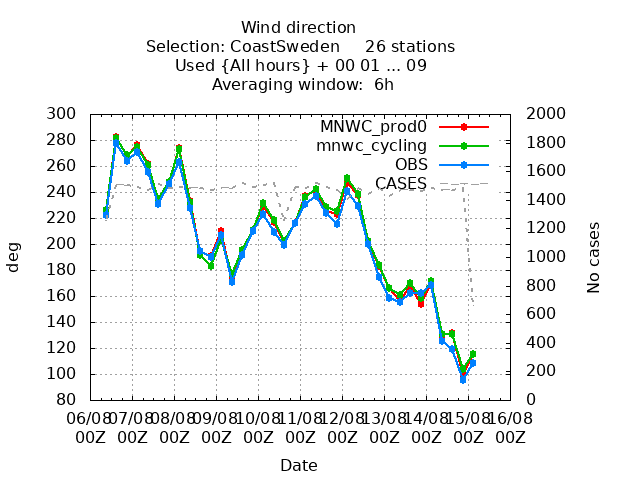 Wind direction
Selection: CoastSweden     26 stations
Used {All hours} + 00 01 ... 09
Averaging window:  6h
300 2000
280 1800
260 1600
240 1400
220 1200
200 1000
180 800
160 600
140 400
120 200
100 0
80
MNWC_prod0
mnwc_cycling
OBS
CASES
deg
No cases
06/08 07/08 08/08 09/08 10/08 11/08 12/08 13/08 14/08 15/08 16/08
00Z 00Z 00Z 00Z 00Z 00Z 00Z 00Z 00Z 00Z 00Z
Date